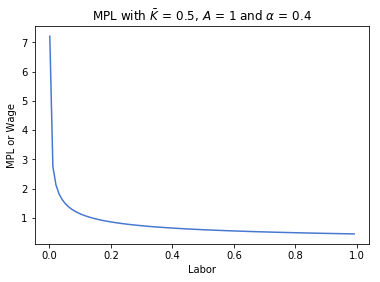 MPL with K̄ = 0.5, A = 1 and α = 0.4
7
6
5
4
3
2
1
MPL or Wage
0.0 0.2 0.4 0.6 0.8 1.0
Labor